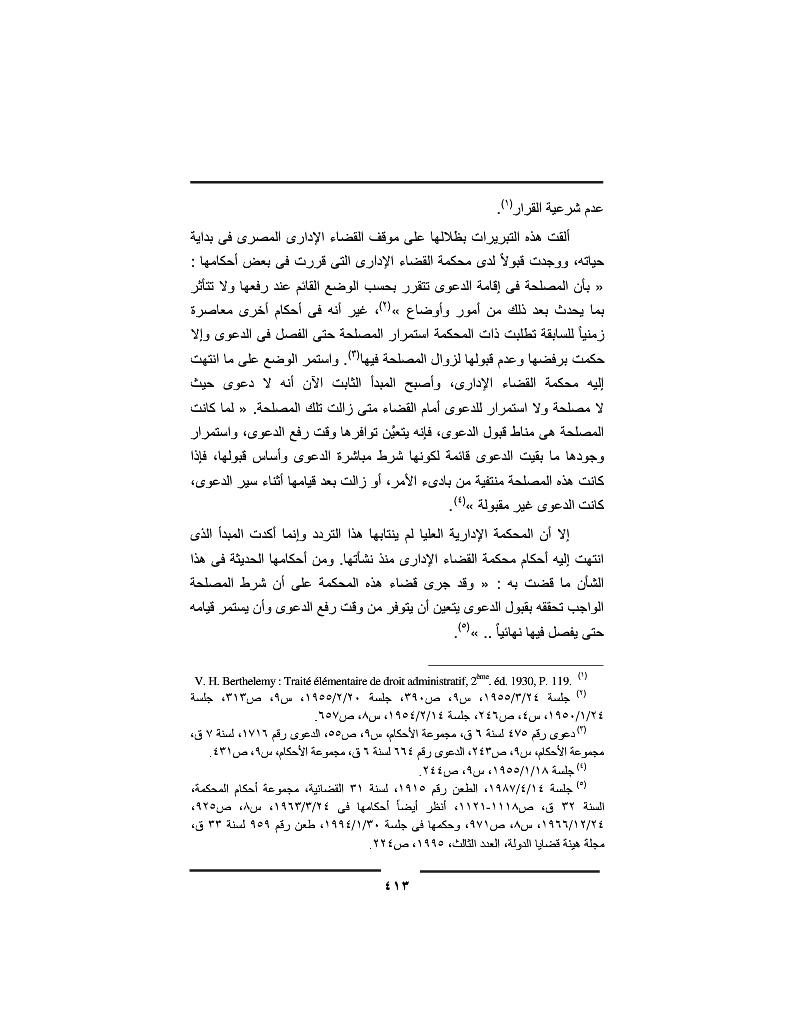 عدم شرعية القرار(١).
ألقت هذه التبريرات بظلالها على موقف القضاء الإدارى المصرى فى بداية
حياته، ووجدت قبولاً لدى محكمة القضاء الإدارى التى قررت فى بعض أحكامها :
« بأن المصلحة فى إقامة الدعوى تتقرر بحسب الوضع القائم عند رفعها ولا تتأثر
بما يحدث بعد ذلك من أمور وأوضاع »(٢)، غير أنه فى أحكام أخرى معاصرة
زمنياً للسابقة تطلبت ذات المحكمة استمرار المصلحة حتى الفصل فى الدعوى وإلا
حكمت برفضها وعدم قبولها لزوال المصلحة فيها(٣). واستمر الوضع على ما انتهت
إليه محكمة القضاء الإدارى، وأصبح المبدأ الثابت الآن أنه لا دعوى حيث
لا مصلحة ولا استمرار للدعوى أمام القضاء متى زالت تلك المصلحة. « لما كانت
المصلحة هى مناط قبول الدعوى، فإنه يتعيَّن توافرها وقت رفع الدعوى، واستمرار
وجودها ما بقيت الدعوى قائمة لكونها شرط مباشرة الدعوى وأساس قبولها، فإذا
كانت هذه المصلحة منتفية من بادىء الأمر، أو زالت بعد قيامها أثناء سير الدعوى،
كانت الدعوى غير مقبولة »(٤).
إلا أن المحكمة الإدارية العليا لم ينتابها هذا التردد وإنما أكدت المبدأ الذى
انتهت إليه أحكام محكمة القضاء الإدارى منذ نشأتها. ومن أحكامها الحديثة فى هذا
الشأن ما قضت به : « وقد جرى قضاء هذه المحكمة على أن شرط المصلحة
الواجب تحققه بقبول الدعوى يتعين أن يتوفر من وقت رفع الدعوى وأن يستمر قيامه
حتى يفصل فيها نهائياً .. »(٥).
(١) V. H. Berthelemy : Traité élémentaire de droit administratif, 2ème. éd. 1930, P. 119.
(٢) جلسة ١٩٥٥/٣/٢٤، س٩، ص٣٩٠، جلسة ١٩٥٥/٢/٢٠، س٩، ص٣١٣، جلسة
١٩٥٠/١/٢٤، س٤، ص٢٤٦، جلسة ١٩٥٤/٢/١٤، س٨، ص٦٥٧.
(٣) دعوى رقم ٤٧٥ لسنة ٦ ق، مجموعة الأحكام، س٩، ص٥٥، الدعوى رقم ١٧١٦، لسنة ٧ ق،
مجموعة الأحكام، س٩، ص٢٤٣، الدعوى رقم ٦٦٤ لسنة ٦ ق، مجموعة الأحكام، س٩، ص٤٣١.
(٤) جلسة ١٩٥٥/١/١٨، س٩، ص٢٤٤.
(٥) جلسة ١٩٨٧/٤/١٤، الطعن رقم ١٩١٥، لسنة ٣١ القضائية، مجموعة أحكام المحكمة،
السنة ٣٢ ق، ص١١١٨-١١٢١، أنظر أيضاً أحكامها فى ١٩٦٣/٣/٢٤، س٨، ص٩٢٥،
١٩٦٦/١٢/٢٤، س٨، ص٩٧١، وحكمها فى جلسة ١٩٩٤/١/٣٠، طعن رقم ٩٥٩ لسنة ٣٣ ق،
مجلة هيئة قضايا الدولة، العدد الثالث، ١٩٩٥، ص٢٢٤.
٤١٣